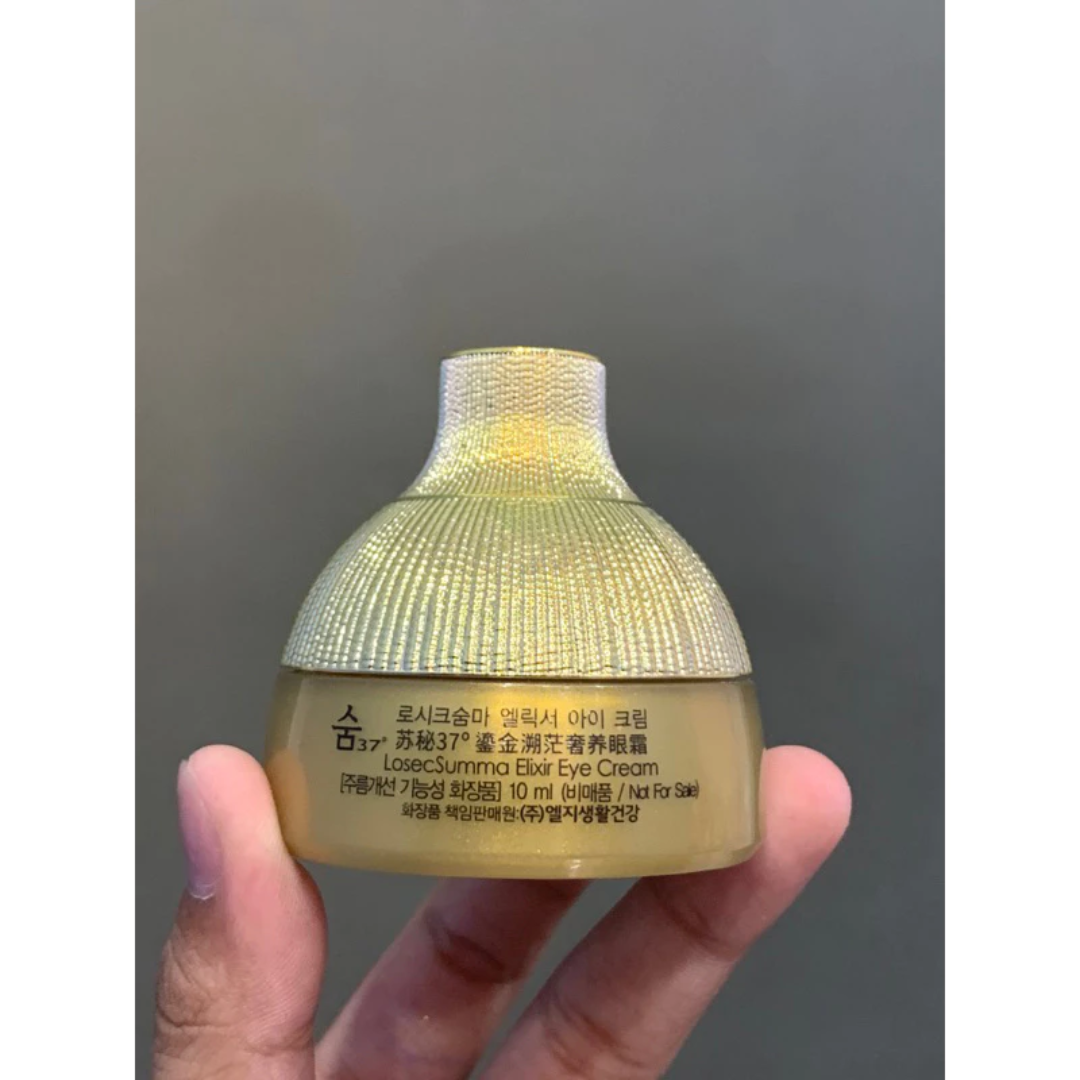 숨37° 로시크숨마 엘릭서 아이 크림
苏秘37° 鎏金溯茫奢养眼霜
LosecSumma Elixir Eye Cream
[주름개선 기능성 화장품] 10 ml (비매품 / Not For Sale)
화장품 책임판매원:(주)엘지생활건강